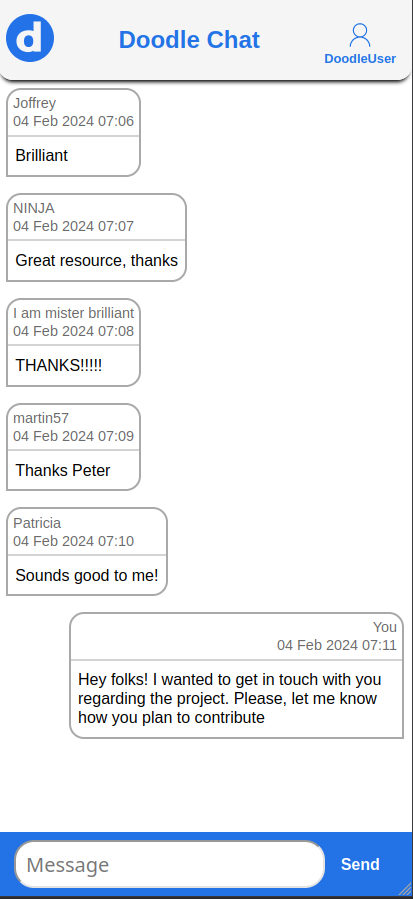 d
Doodle Chat
DoodleUser
Joffrey
04 Feb 2024 07:06
Brilliant
NINJA
04 Feb 2024 07:07
Great resource, thanks
I am mister brilliant
04 Feb 2024 07:08
THANKS!!!!!
martin57
04 Feb 2024 07:09
Thanks Peter
Patricia
04 Feb 2024 07:10
Sounds good to me!
You
04 Feb 2024 07:11
Hey folks! I wanted to get in touch with you
regarding the project. Please, let me know
how you plan to contribute
Message
Send